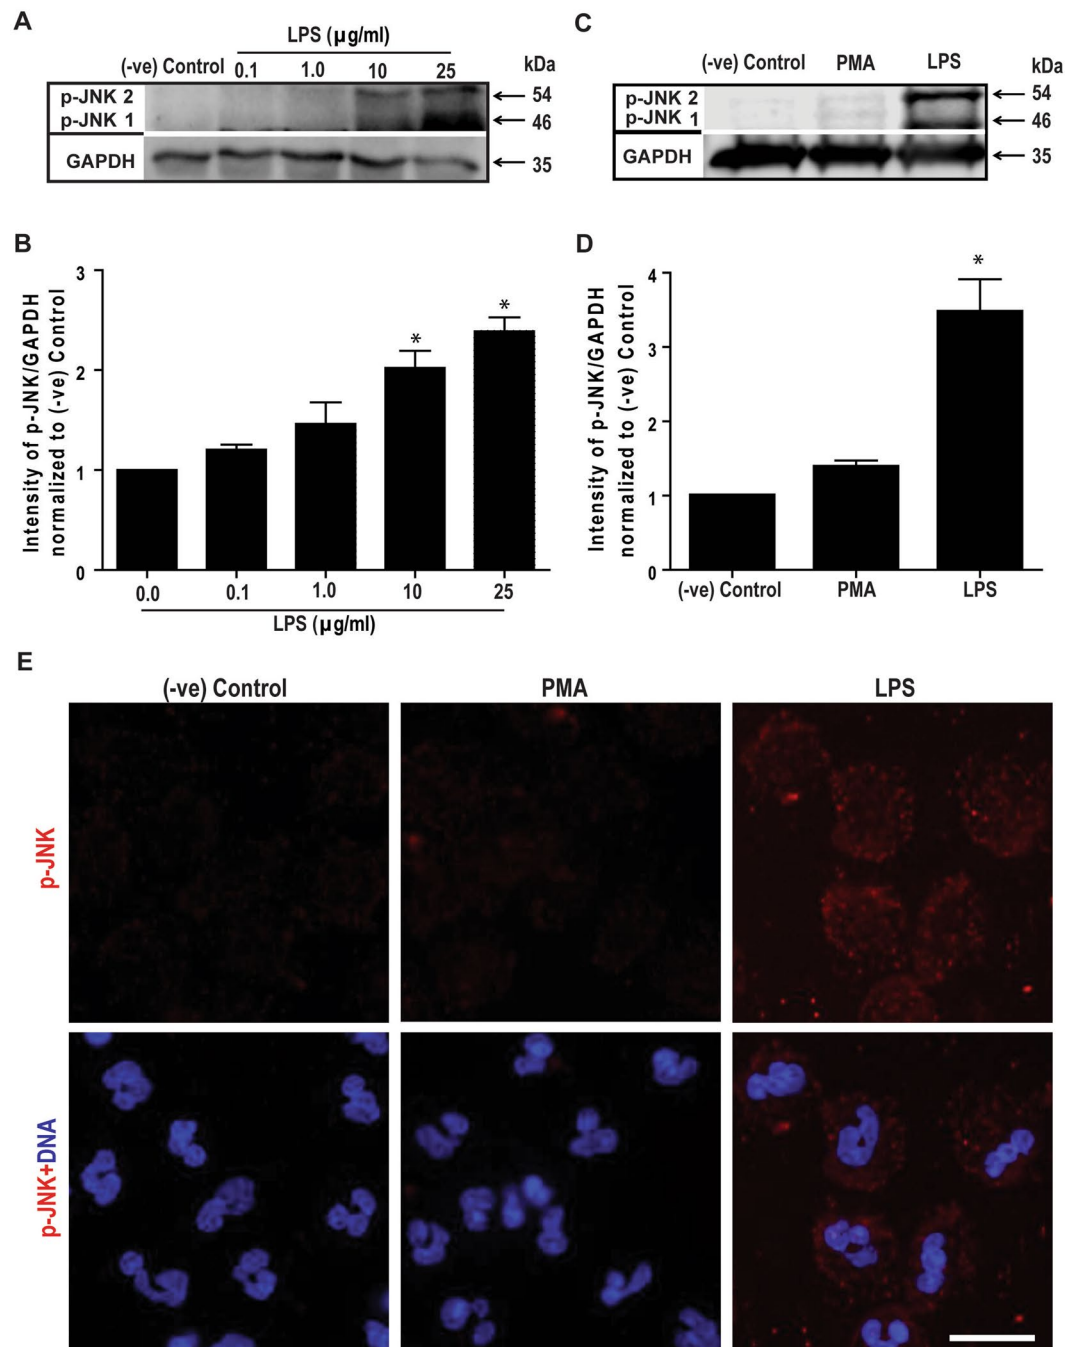 A
LPS (μg/ml)
(-ve) Control 0.1 1.0 10 25 kDa
p-JNK 2 54
p-JNK 1 46
GAPDH 35
C
(-ve) Control PMA LPS kDa
p-JNK 2 54
p-JNK 1 46
GAPDH 35
B
Intensity of p-JNK/GAPDH
normalized to (-ve) Control
3
2
1
0
* *
0.0 0.1 1.0 10 25
LPS (μg/ml)
D
Intensity of p-JNK/GAPDH
normalized to (-ve) Control
4
3
2
1
0
*
(-ve) Control PMA LPS
E
(-ve) Control PMA LPS
p-JNK
p-JNK+DNA